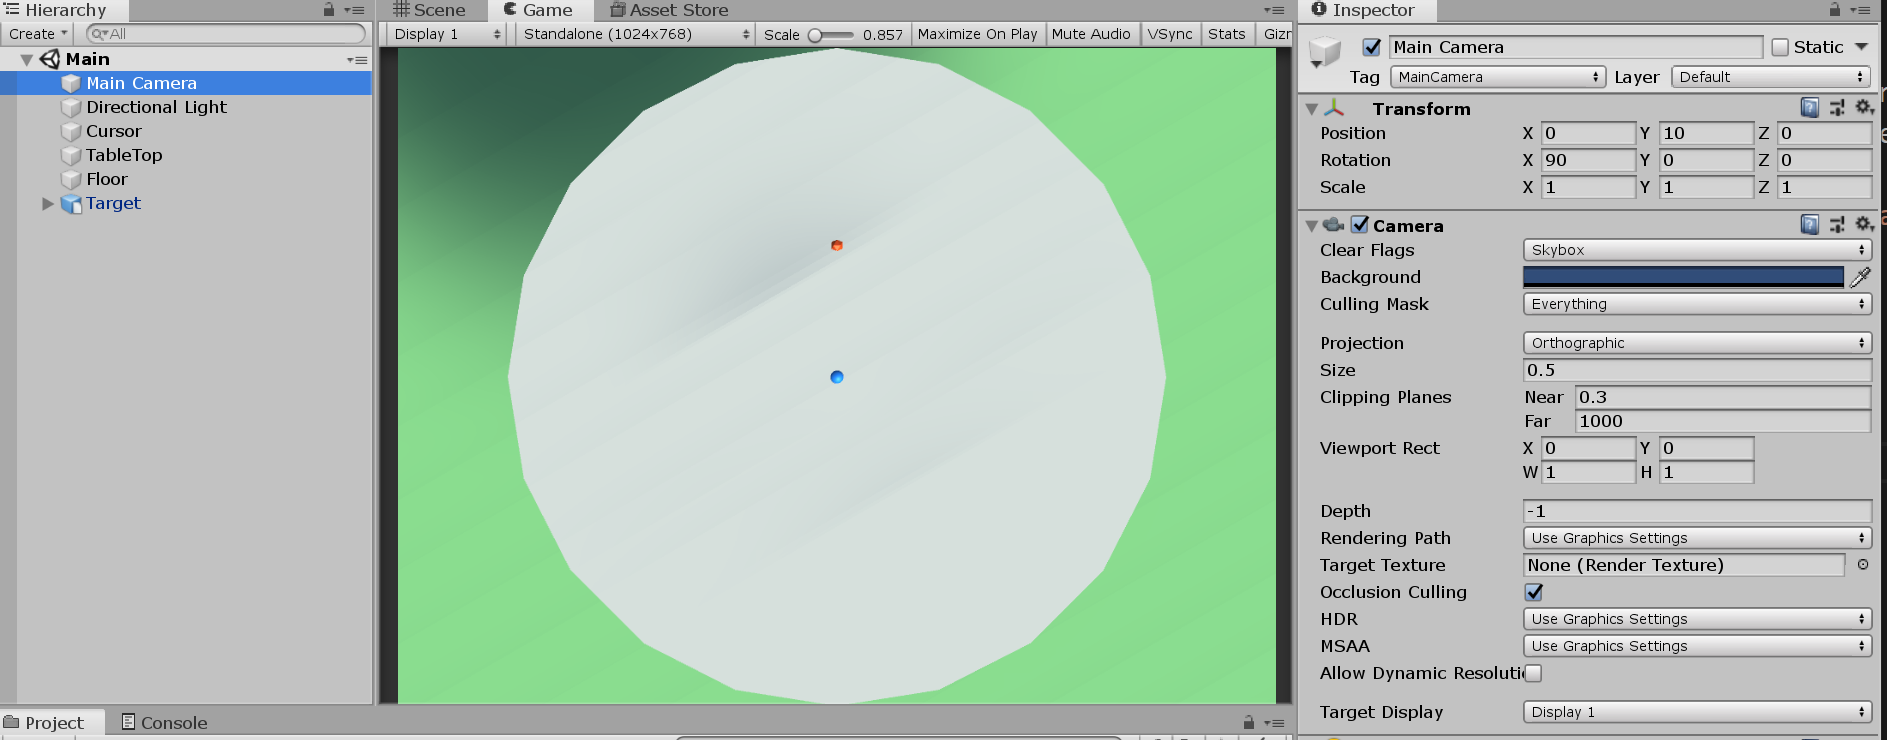 Hierarchy
Create
All
Main
Main Camera
Directional Light
Cursor
TableTop
Floor
Target
Scene
Game
Asset Store
Display 1
Standalone (1024x768)
Scale 0.857
Maximize On Play
Mute Audio
VSync
Stats
Giz
Project
Console
Inspector
Main Camera
Static
Tag MainCamera Layer Default
Transform
Position X 0 Y 10 Z 0
Rotation X 90 Y 0 Z 0
Scale X 1 Y 1 Z 1
Camera
Clear Flags Skybox
Background
Culling Mask Everything
Projection Orthographic
Size 0.5
Clipping Planes Near 0.3
Far 1000
Viewport Rect X 0 Y 0
W 1 H 1
Depth -1
Rendering Path Use Graphics Settings
Target Texture None (Render Texture)
Occlusion Culling
HDR Use Graphics Settings
MSAA Use Graphics Settings
Allow Dynamic Resoluti
Target Display Display 1